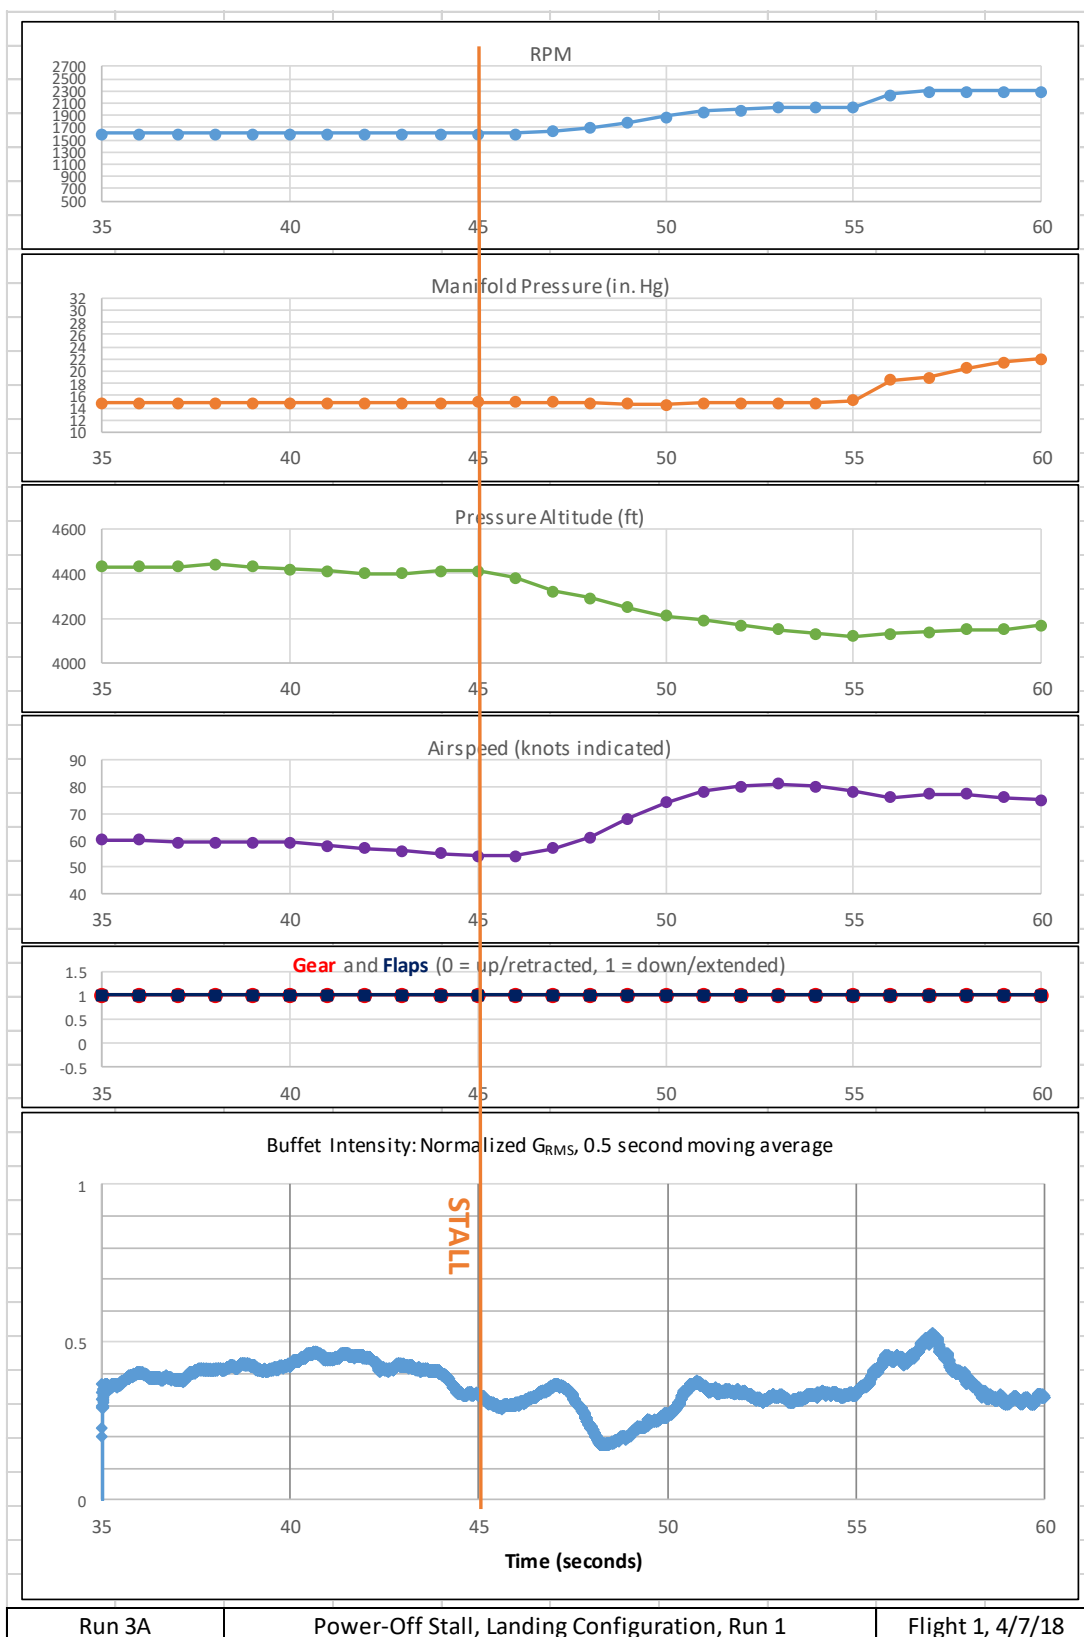 RPM
2700
2500
2300
2100
1900
1700
1500
1300
1100
900
700
500
35 40 45 50 55 60
Manifold Pressure (in. Hg)
32
30
28
26
24
22
20
18
16
14
12
10
35 40 45 50 55 60
Pressure Altitude (ft)
4600
4400
4200
4000
35 40 45 50 55 60
Airspeed (knots indicated)
90
80
70
60
50
40
35 40 45 50 55 60
Gear and Flaps (0 = up/retracted, 1 = down/extended)
1.5
1
0.5
0
-0.5
35 40 45 50 55 60
Buffet Intensity: Normalized GRMS, 0.5 second moving average
1
STALL
0.5
0
35 40 45 50 55 60
Time (seconds)
Run 3A Power-Off Stall, Landing Configuration, Run 1 Flight 1, 4/7/18